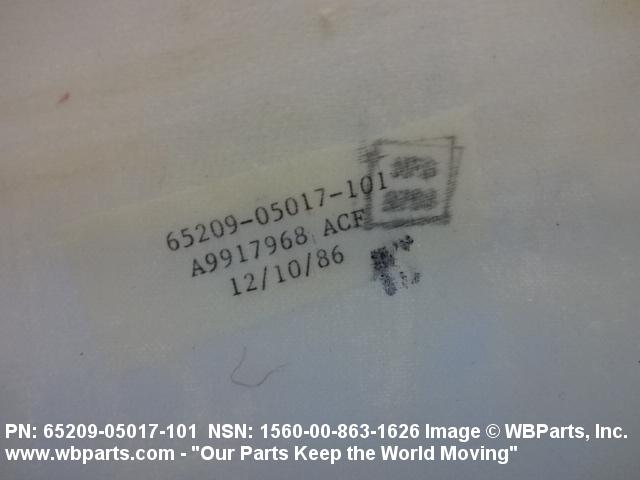 65209-05017-101
A9917968 ACF
12/10/86
PN: 65209-05017-101 NSN: 1560-00-863-1626 Image © WBParts, Inc.
www.wbparts.com - "Our Parts Keep the World Moving"